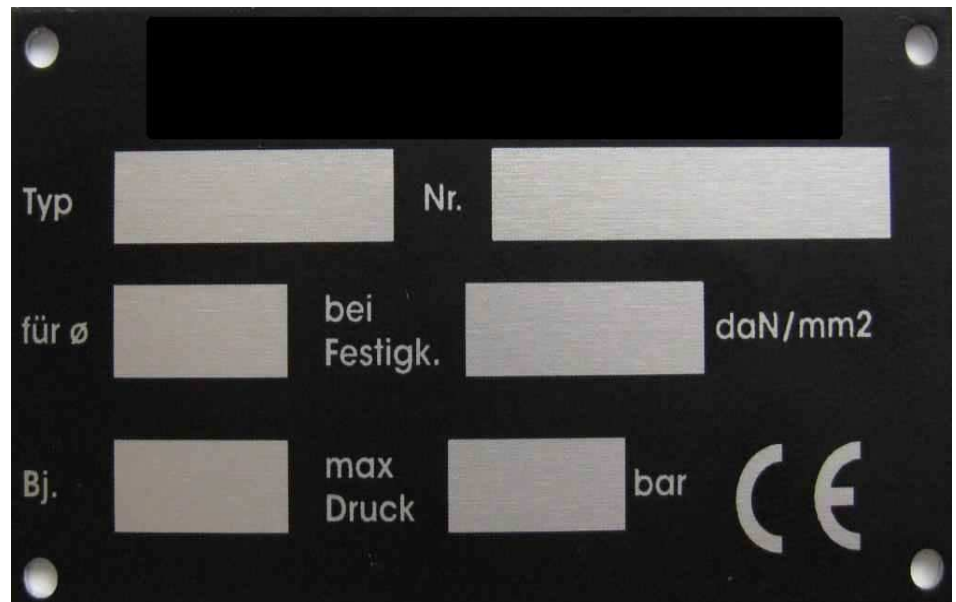 Typ Nr.
für ø bei Festigk. daN/mm2
Bj. max Druck bar CE